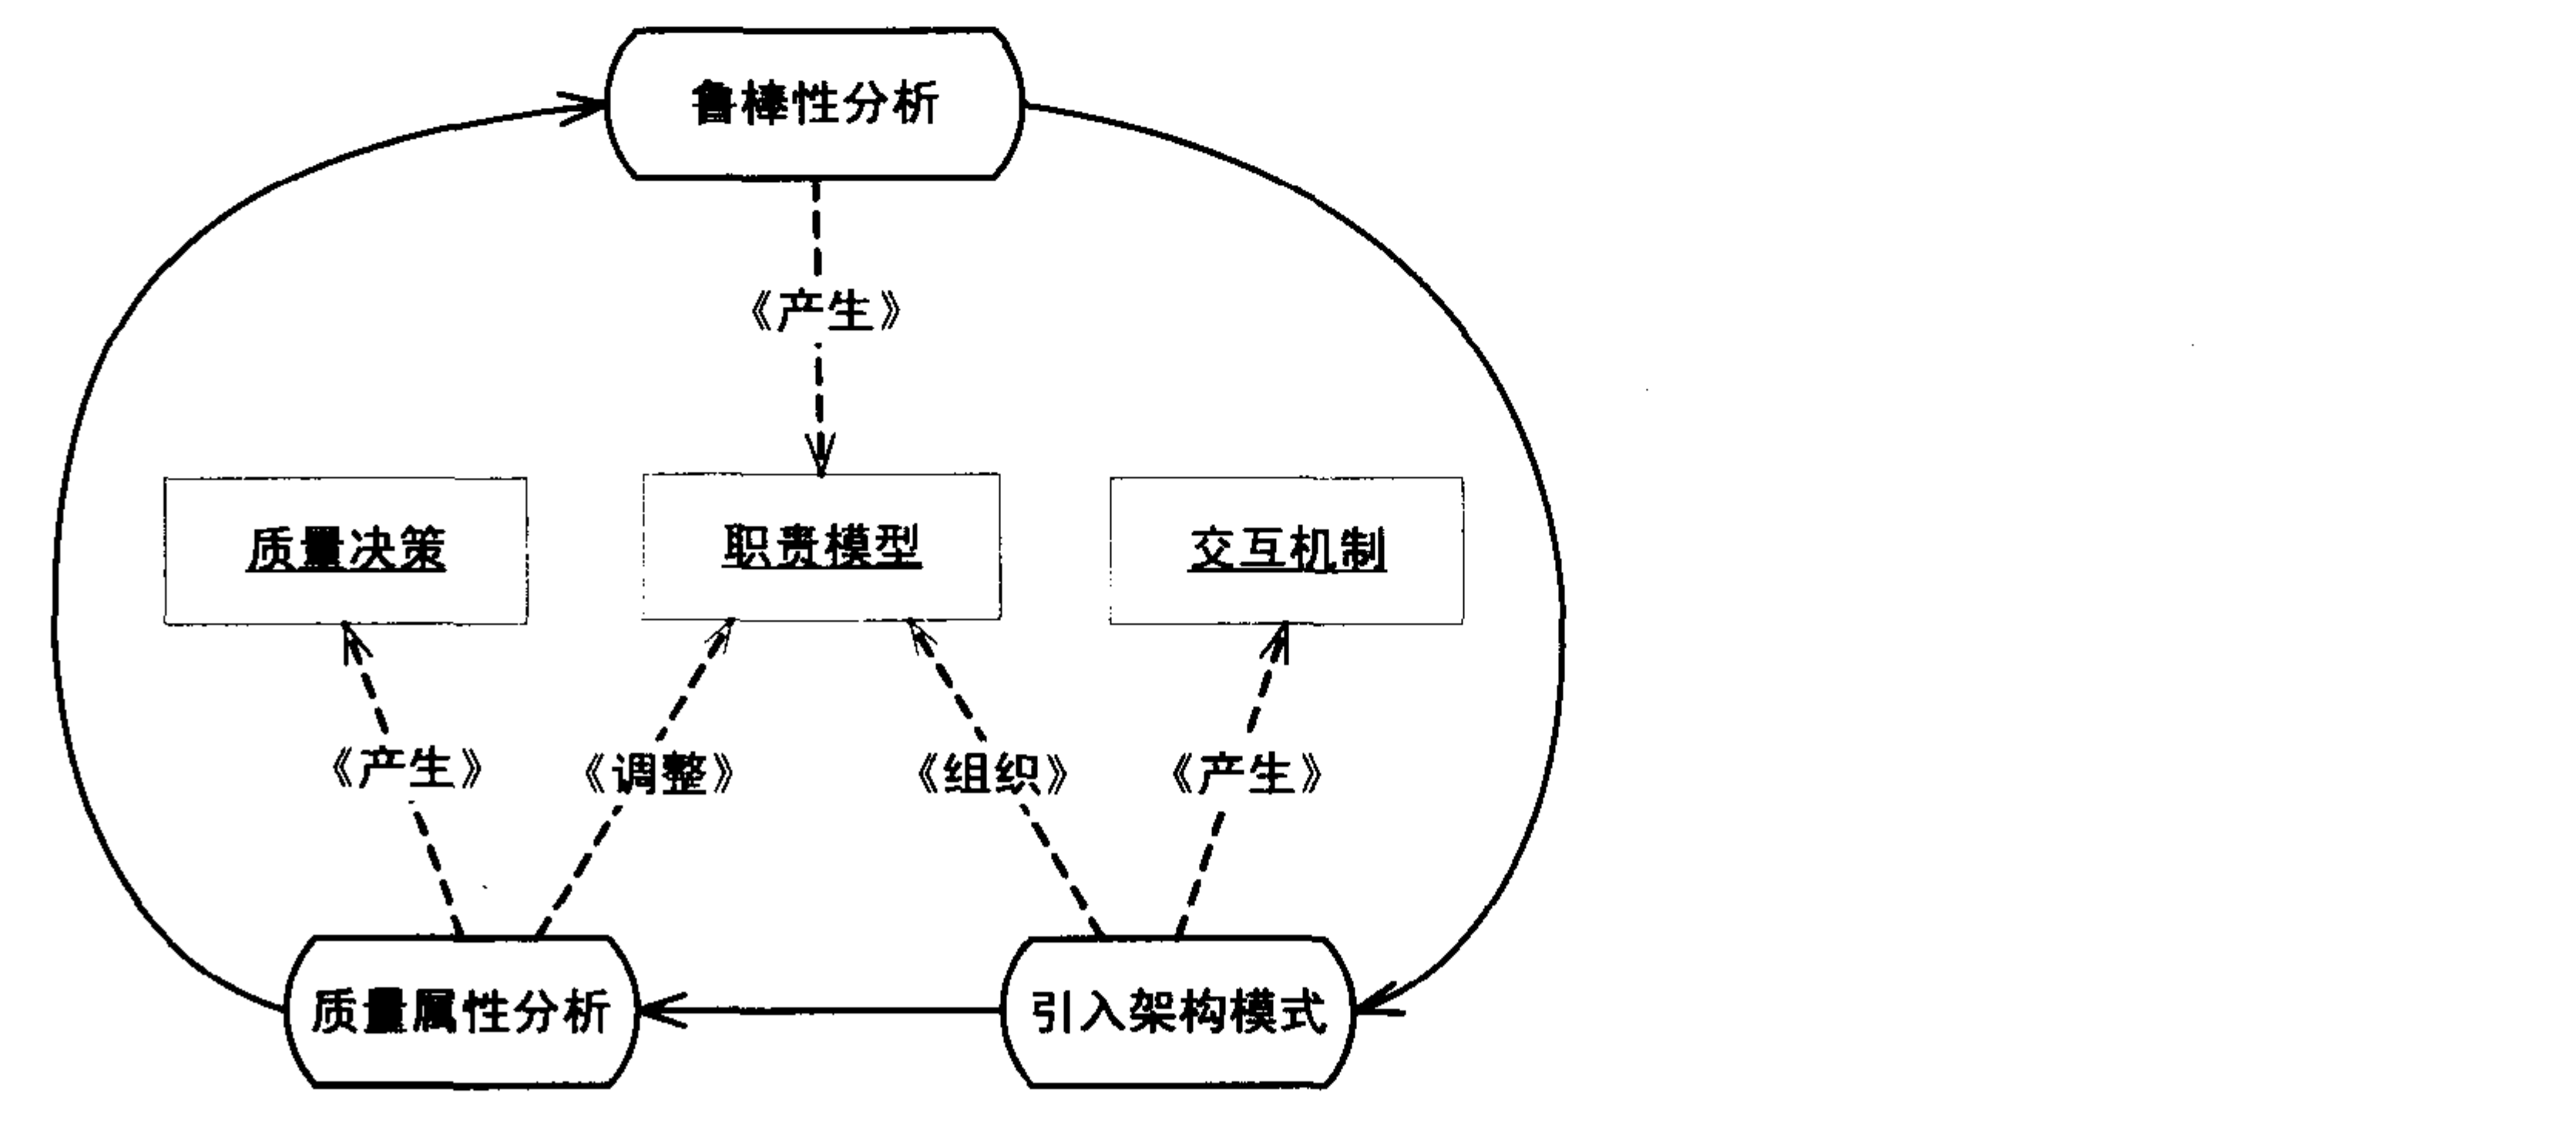 鲁棒性分析
《产生》
质量决策
职责模型
交互机制
《产生》
《调整》
《组织》
《产生》
质量属性分析
引入架构模式